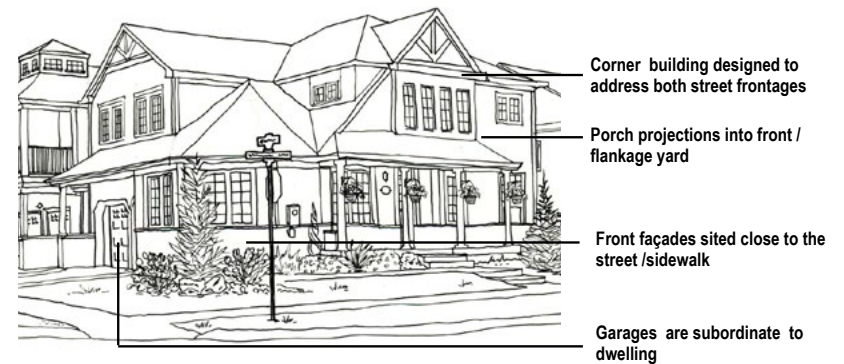 Corner building designed to
address both street frontages
Porch projections into front /
flankage yard
Front façades sited close to the
street /sidewalk
Garages are subordinate to
dwelling